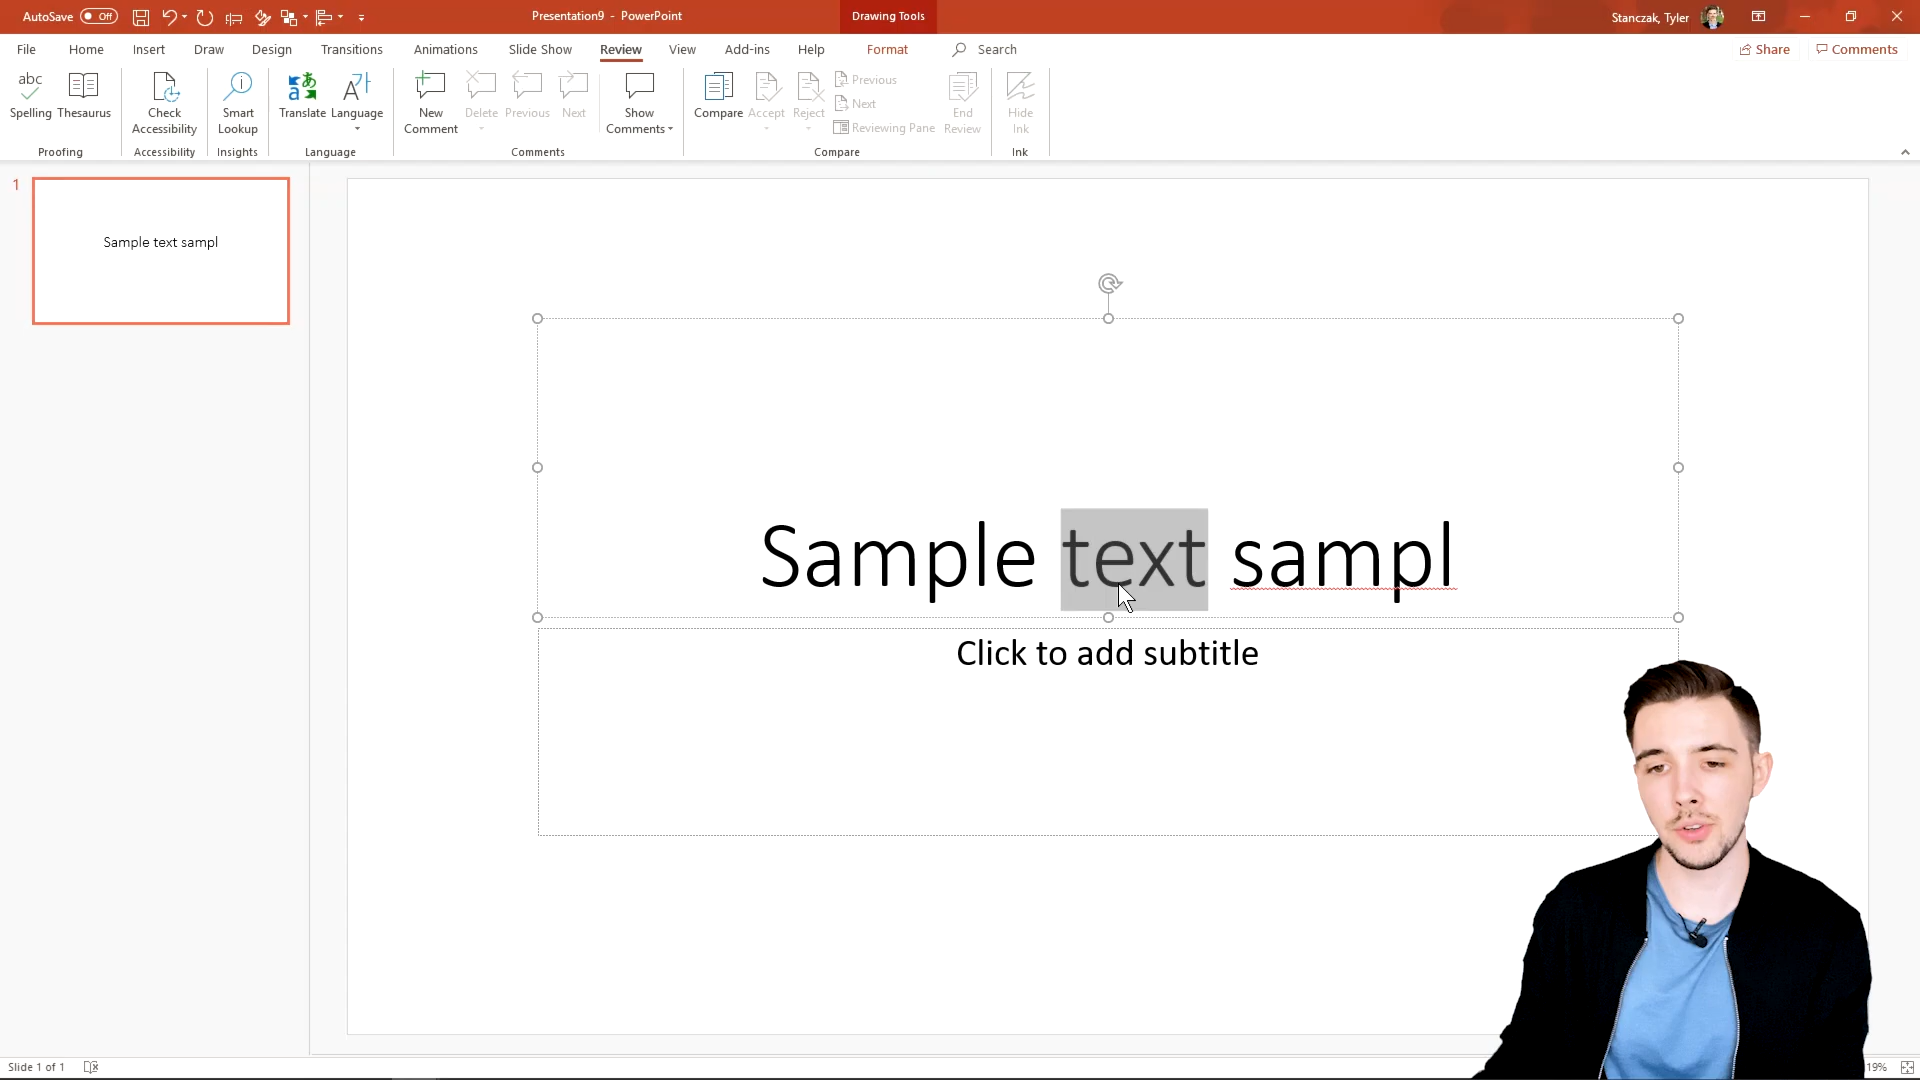 AutoSave Off
Presentation9 - PowerPoint
Drawing Tools
Stanczak, Tyler
File Home Insert Draw Design Transitions Animations Slide Show Review View Add-ins Help Format Search
Share Comments
abc
Spelling
Thesaurus
Proofing
Check
Accessibility
Accessibility
Smart
Lookup
Insights
Translate
Language
Language
New
Comment
Delete
Previous
Next
Show
Comments
Comments
Compare
Accept
Reject
Previous
Next
Reviewing Pane
End
Review
Compare
Hide
Ink
Ink
1
Sample text sampl
Sample text sampl
Click to add subtitle
Slide 1 of 1
19%